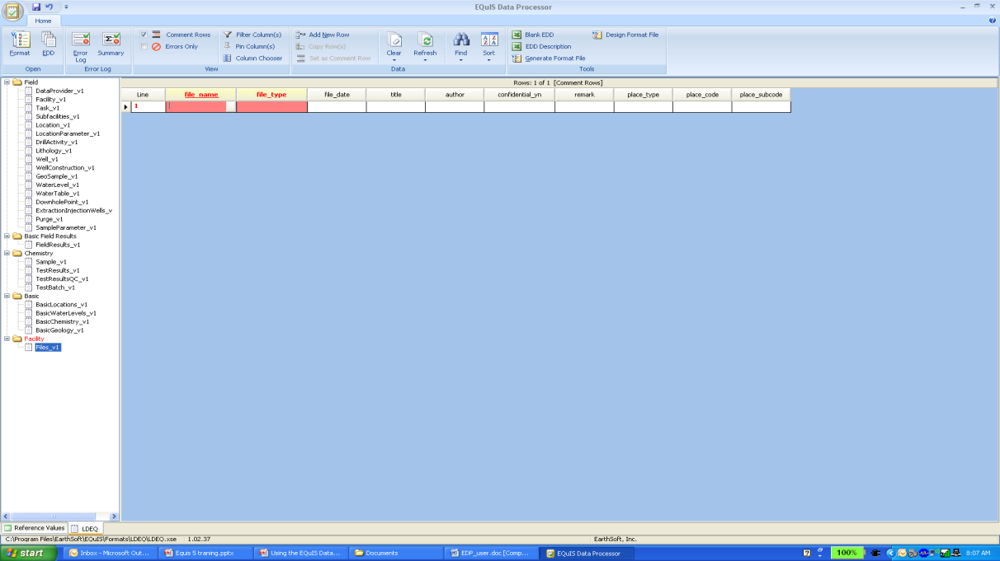 EQuIS Data Processor
Home
Format
EDD
Open
Error Log
Summary
Error Log
Comment Rows
Errors Only
Filter Column(s)
Pin Column(s)
Column Chooser
View
Add New Row
Copy Row(s)
Set as Comment Row
Clear
Refresh
Find
Sort
Data
Blank EDD
EDD Description
Generate Format File
Design Format File
Tools
Field
DataProvider_v1
Facility_v1
Task_v1
Subfacilities_v1
Location_v1
LocationParameter_v1
DrillActivity_v1
Lithology_v1
Well_v1
WellConstruction_v1
GeoSample_v1
WaterLevel_v1
WaterTable_v1
DownholePoint_v1
ExtractionInjectionWells_v
Purge_v1
SampleParameter_v1
Basic Field Results
FieldResults_v1
Chemistry
Sample_v1
TestResults_v1
TestResultsQC_v1
TestBatch_v1
Basic
BasicLocations_v1
BasicWaterLevels_v1
BasicChemistry_v1
BasicGeology_v1
Facility
Files_v1
Rows: 1 of 1 [Comment Rows]
Line file_name file_type file_date title author confidential_yn remark place_type place_code place_subcode
1
Reference Values LDEQ
C:\Program Files\EarthSoft\EQuIS\Formats\LDEQ\LDEQ.xse 1.02.37 EarthSoft, Inc.
start Inbox - Microsoft Out... Equis 5 traning.pptx Using the EQuIS Data... Documents EDP_user.doc [Comp... EQuIS Data Processor 100% 8:07 AM